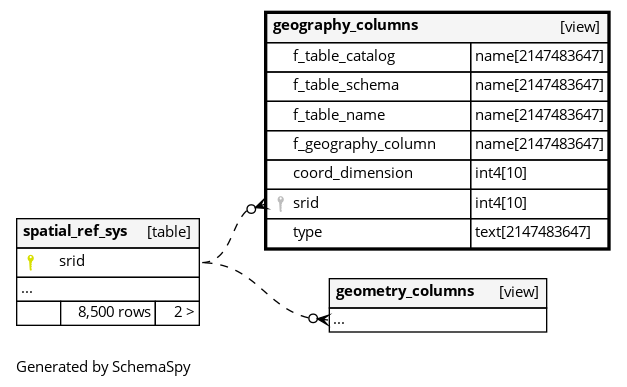 geography_columns [view]
f_table_catalog name[2147483647]
f_table_schema name[2147483647]
f_table_name name[2147483647]
f_geography_column name[2147483647]
coord_dimension int4[10]
srid int4[10]
type text[2147483647]
spatial_ref_sys [table]
srid
...
8,500 rows 2 >
geometry_columns [view]
...
Generated by SchemaSpy